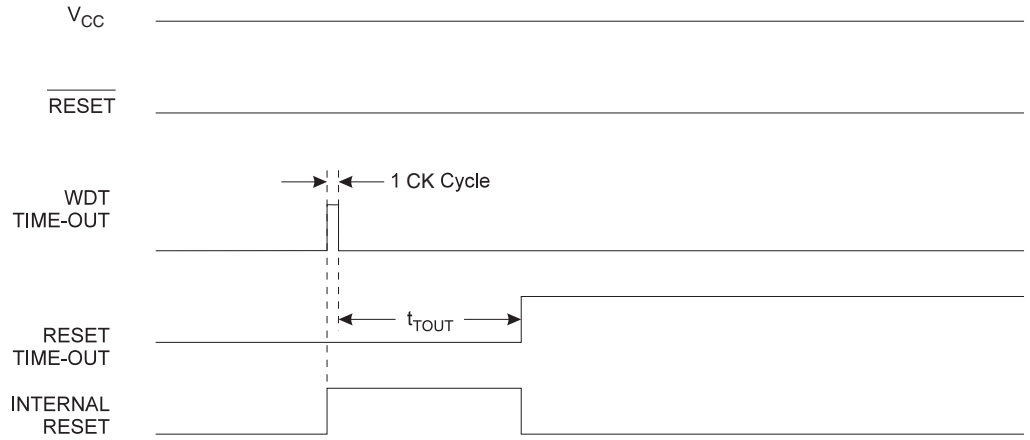 VCC
RESET
1 CK Cycle
WDT
TIME-OUT
tTOUT
RESET
TIME-OUT
INTERNAL
RESET